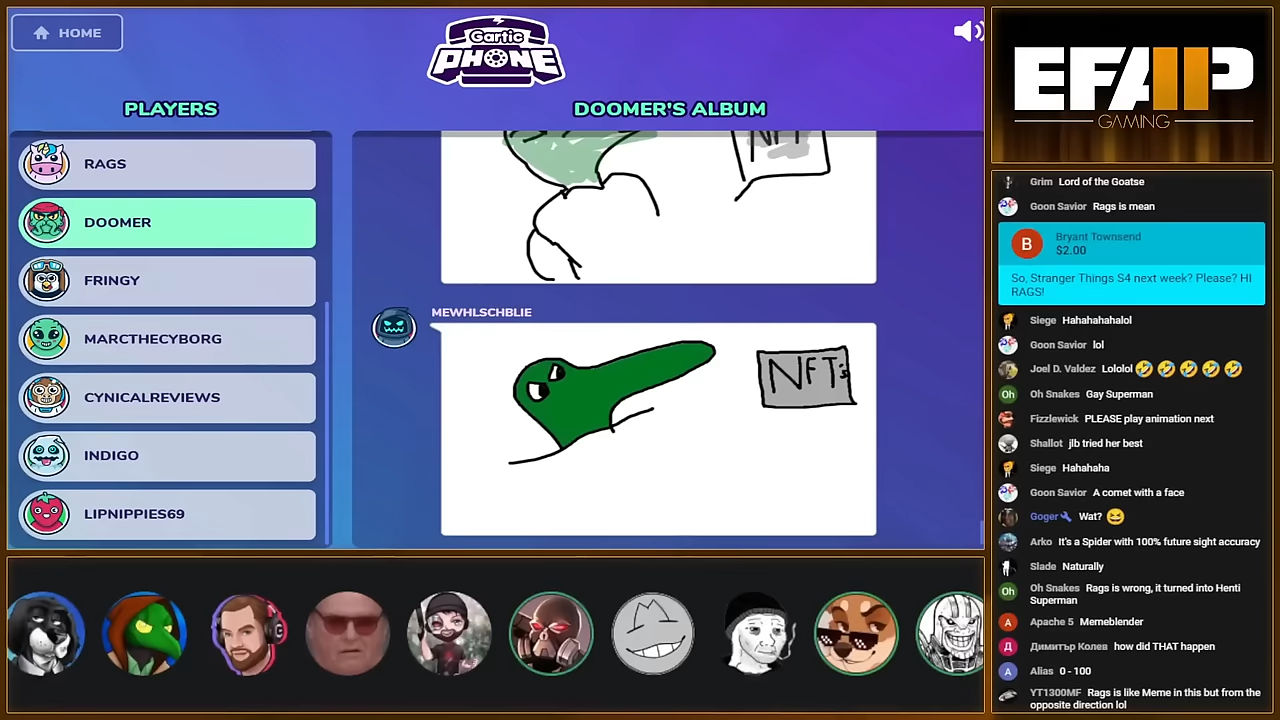 HOME
Gartic
PHONE
PLAYERS
DOOMER'S ALBUM
RAGS
DOOMER
FRINGY
MARCTHECYBORG
CYNICALREVIEWS
INDIGO
LIPNIPPIES69
NFT
MEWHLSCHBLIE
NFT's
EFAP
GAMING
Grim Lord of the Goatse
Goon Savior Rags is mean
B
Bryant Townsend
$2.00
So, Stranger Things S4 next week? Please? HI
RAGS!
Siege Hahahahahalol
Goon Savior lol
Joel D. Valdez Lololol 🤣🤣🤣🤣🤣
Oh Oh Snakes Gay Superman
Fizzlewick PLEASE play animation next
Shallot jlb tried her best
Siege Hahahaha
Goon Savior A comet with a face
Goger Wat? 😆
Arko It's a Spider with 100% future sight accuracy
Slade Naturally
Oh Oh Snakes Rags is wrong, it turned into Henti
Superman
A Apache 5 Memeblender
Д Димитър Колев how did THAT happen
A Alias 0 - 100
YT1300MF Rags is like Meme in this but from the
opposite direction lol